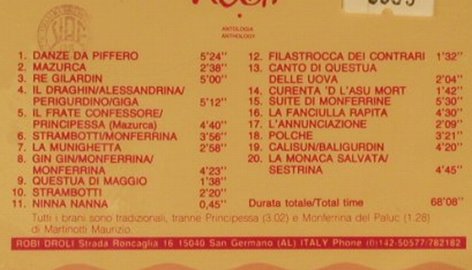 ANTOLOGIA
ANTHOLOGY
1. DANZE DA PIFFERO 5'24"
2. MAZURCA 2'38"
3. RE GILARDIN 5'00"
4. IL DRAGHIN/ALESSANDRINA/
PERIGURDINO/GIGA 5'12"
5. IL FRATE CONFESSORE/
PRINCIPESSA (Mazurca) 4'40"
6. STRAMBOTTI/MONFERRINA 3'56"
7. LA MUNIGHETTA 2'58"
8. GIN GIN/MONFERRINA/
MONFERRINA 4'23"
9. QUESTUA DI MAGGIO 1'38"
10. STRAMBOTTI 2'20"
11. NINNA NANNA 0,45"
12. FILASTROCCA DEI CONTRARI 1'32"
13. CANTO DI QUESTUA
DELLE UOVA 2'04"
14. CURENTA 'D L'ASU MORT 1'42"
15. SUITE DI MONFERRINE 5'30"
16. LA FANCIULLA RAPITA 4'30"
17. L'ANNUNCIAZIONE 2'09"
18. POLCHE 3'21"
19. CALISUN/BALIGURDIN 4'20"
20. LA MONACA SALVATA/
SESTRINA 4'45"
Durata totale/Total time 68'08"
Tutti i brani sono tradizionali, tranne Principessa (3.02) e Monferrina del Paluc (1.28)
di Martinotti Maurizio.
ROBI DROLI Strada Roncaglia 16 15040 San Germano (AL) ITALY Phone (0)142-50577/782182